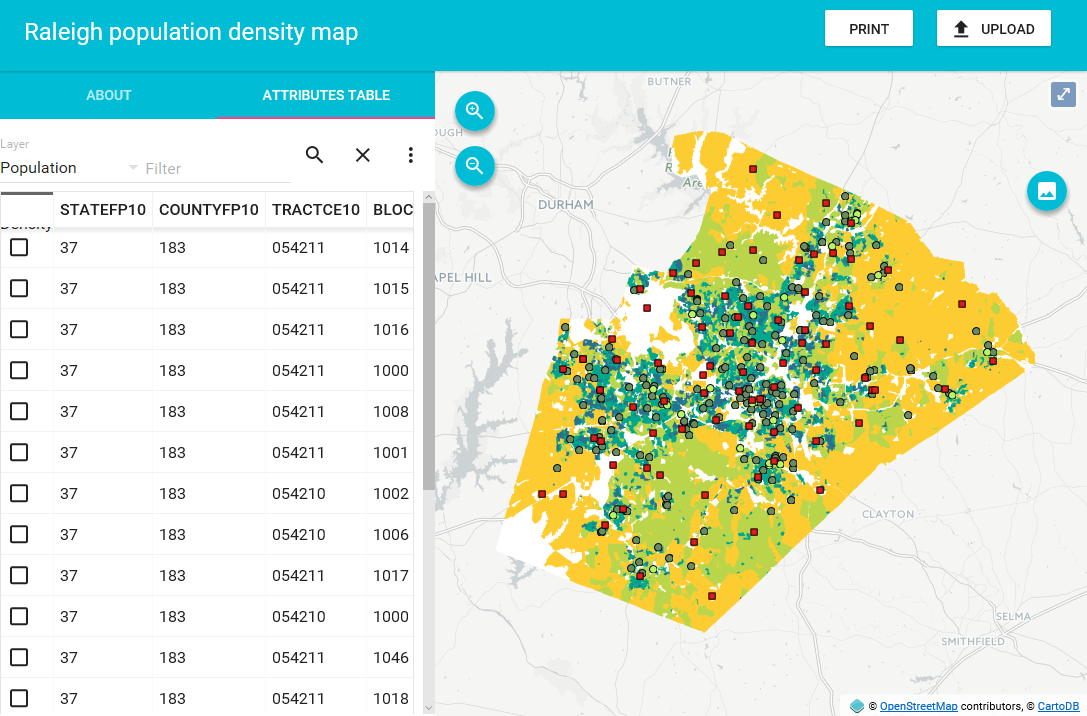 Raleigh population density map
PRINT
UPLOAD
ABOUT
ATTRIBUTES TABLE
Layer
Population
Filter
STATEFP10 COUNTYFP10 TRACTCE10 BLOC
37 183 054211 1014
37 183 054211 1015
37 183 054211 1016
37 183 054211 1000
37 183 054211 1008
37 183 054211 1001
37 183 054210 1002
37 183 054210 1006
37 183 054211 1017
37 183 054210 1000
37 183 054211 1046
37 183 054211 1018
BUTNER
OUGH
R
Are
DURHAM
APEL HILL
CLAYTON
SELMA
SMITHFIELD
© OpenStreetMap contributors, © CartoDB